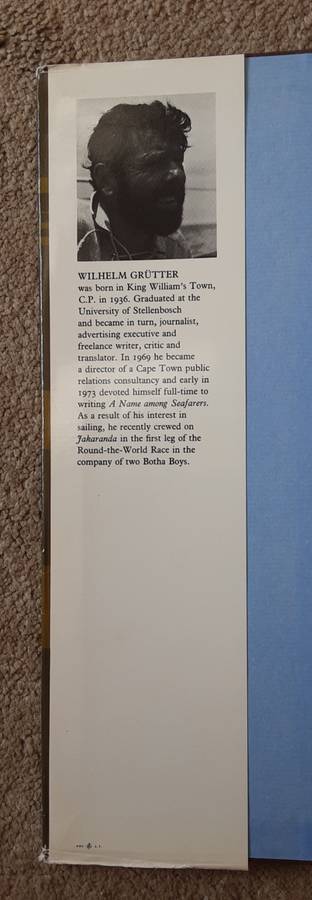 WILHELM GRÜTTER
was born in King William's Town,
C.P. in 1936. Graduated at the
University of Stellenbosch
and became in turn, journalist,
advertising executive and
freelance writer, critic and
translator. In 1969 he became
a director of a Cape Town public
relations consultancy and early in
1973 devoted himself full-time to
writing A Name among Seafarers.
As a result of his interest in
sailing, he recently crewed on
Jakaranda in the first leg of the
Round-the-World Race in the
company of two Botha Boys.